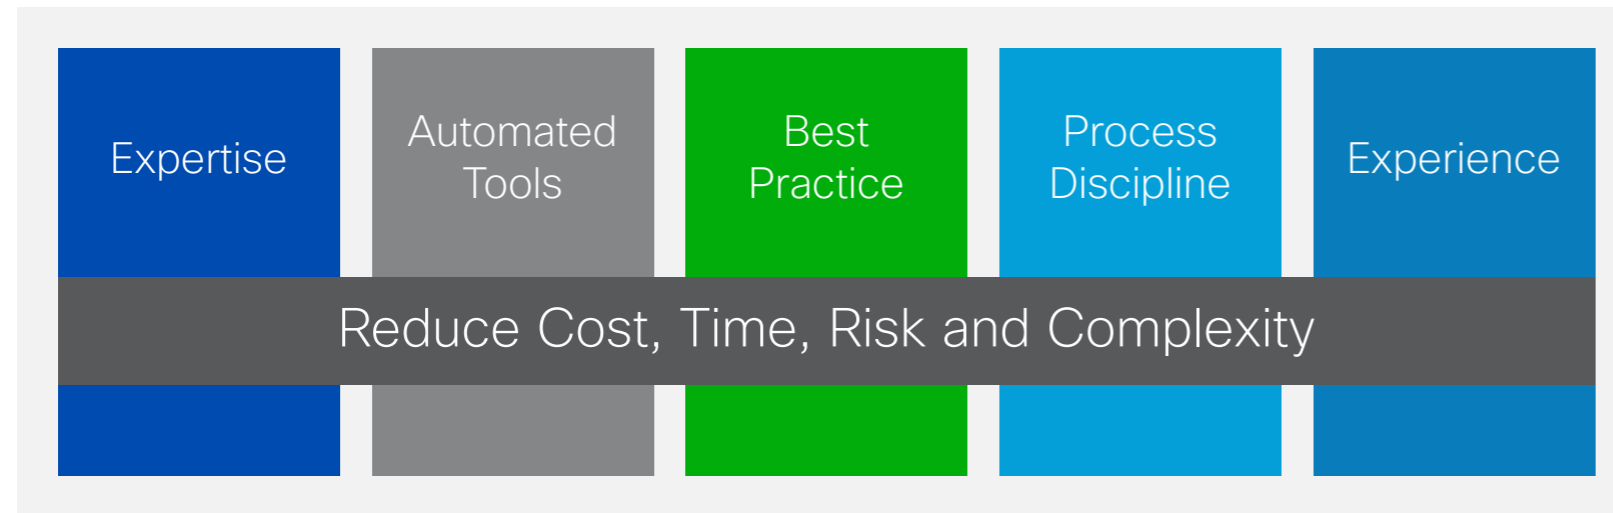 Expertise
Automated
Tools
Best
Practice
Process
Discipline
Experience
Reduce Cost, Time, Risk and Complexity